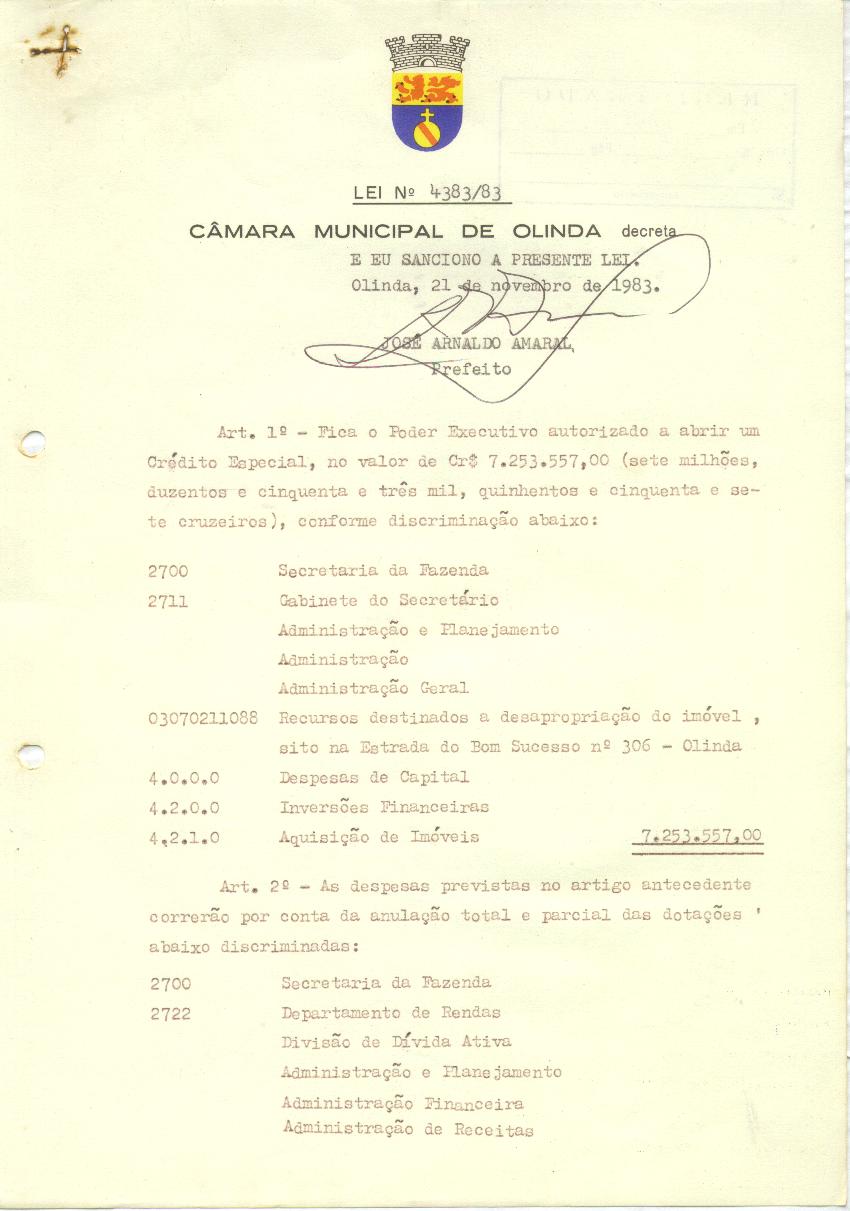 LEI Nº 4383/83
CÂMARA MUNICIPAL DE OLINDA decreta
E EU SANCIONO A PRESENTE LEI.
Olinda, 21 de novembro de 1983.
JOSÉ ARNALDO AMARAL
Prefeito
Art. 1º - Fica o Poder Executivo autorizado a abrir um
Crédito Especial, no valor de Cr$ 7.253.557,00 (sete milhões,
duzentos e cinquenta e três mil, quinhentos e cinquenta e se-
te cruzeiros), conforme discriminação abaixo:
2700 Secretaria da Fazenda
2711 Gabinete do Secretário
Administração e Planejamento
Administração
Administração Geral
03070211088 Recursos destinados a desapropriação do imóvel ,
sito na Estrada do Bom Sucesso nº 306 - Olinda
4.0.0.0 Despesas de Capital
4.2.0.0 Inversões Financeiras
4.2.1.0 Aquisição de Imóveis 7.253.557,00
Art. 2º - As despesas previstas no artigo antecedente
correrão por conta da anulação total e parcial das dotações '
abaixo discriminadas:
2700 Secretaria da Fazenda
2722 Departamento de Rendas
Divisão de Dívida Ativa
Administração e Planejamento
Administração Financeira
Administração de Receitas